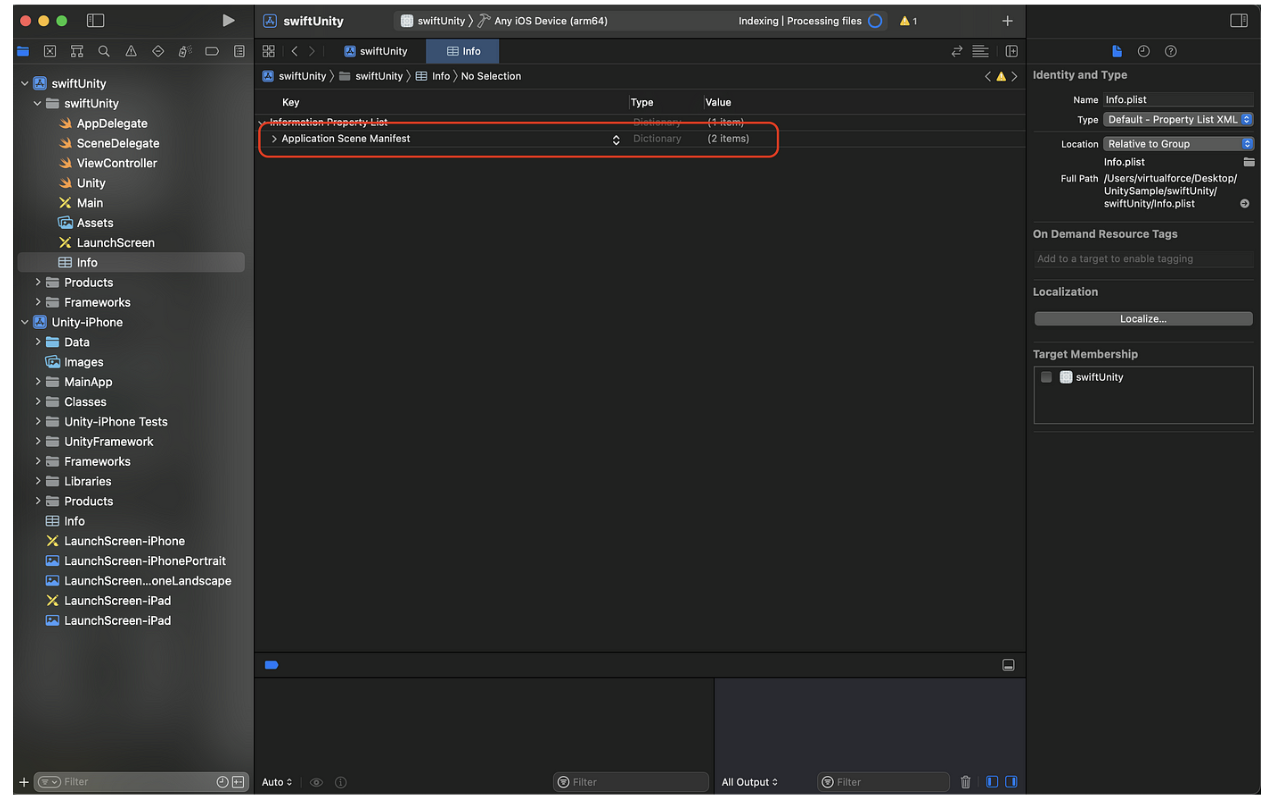 swiftUnity
swiftUnity 〉 Any iOS Device (arm64)
Indexing | Processing files
1
swiftUnity
Info
swiftUnity 〉 swiftUnity 〉 Info 〉 No Selection
swiftUnity
swiftUnity
AppDelegate
SceneDelegate
ViewController
Unity
Main
Assets
LaunchScreen
Info
Products
Frameworks
Unity-iPhone
Data
Images
MainApp
Classes
Unity-iPhone Tests
UnityFramework
Frameworks
Libraries
Products
Info
LaunchScreen-iPhone
LaunchScreen-iPhonePortrait
LaunchScreen...oneLandscape
LaunchScreen-iPad
LaunchScreen-iPad
Filter
Key Type Value
Information Property List Dictionary (1 item)
Application Scene Manifest Dictionary (2 items)
Auto
Filter
All Output
Filter
Identity and Type
Name Info.plist
Type Default - Property List XML
Location Relative to Group
Info.plist
Full Path /Users/virtualforce/Desktop/
UnitySample/swiftUnity/
swiftUnity/Info.plist
On Demand Resource Tags
Add to a target to enable tagging
Localization
Localize...
Target Membership
swiftUnity